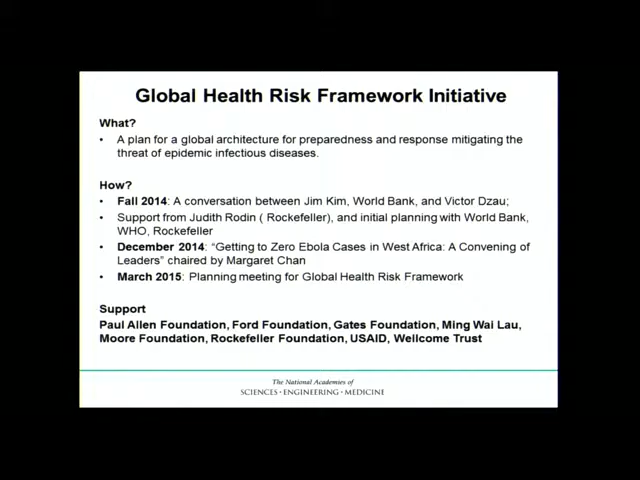 Global Health Risk Framework Initiative
What?
• A plan for a global architecture for preparedness and response mitigating the
threat of epidemic infectious diseases.
How?
• Fall 2014: A conversation between Jim Kim, World Bank, and Victor Dzau;
• Support from Judith Rodin ( Rockefeller), and initial planning with World Bank,
WHO, Rockefeller
• December 2014: “Getting to Zero Ebola Cases in West Africa: A Convening of
Leaders” chaired by Margaret Chan
• March 2015: Planning meeting for Global Health Risk Framework
Support
Paul Allen Foundation, Ford Foundation, Gates Foundation, Ming Wai Lau,
Moore Foundation, Rockefeller Foundation, USAID, Wellcome Trust
The National Academies of
SCIENCES • ENGINEERING • MEDICINE